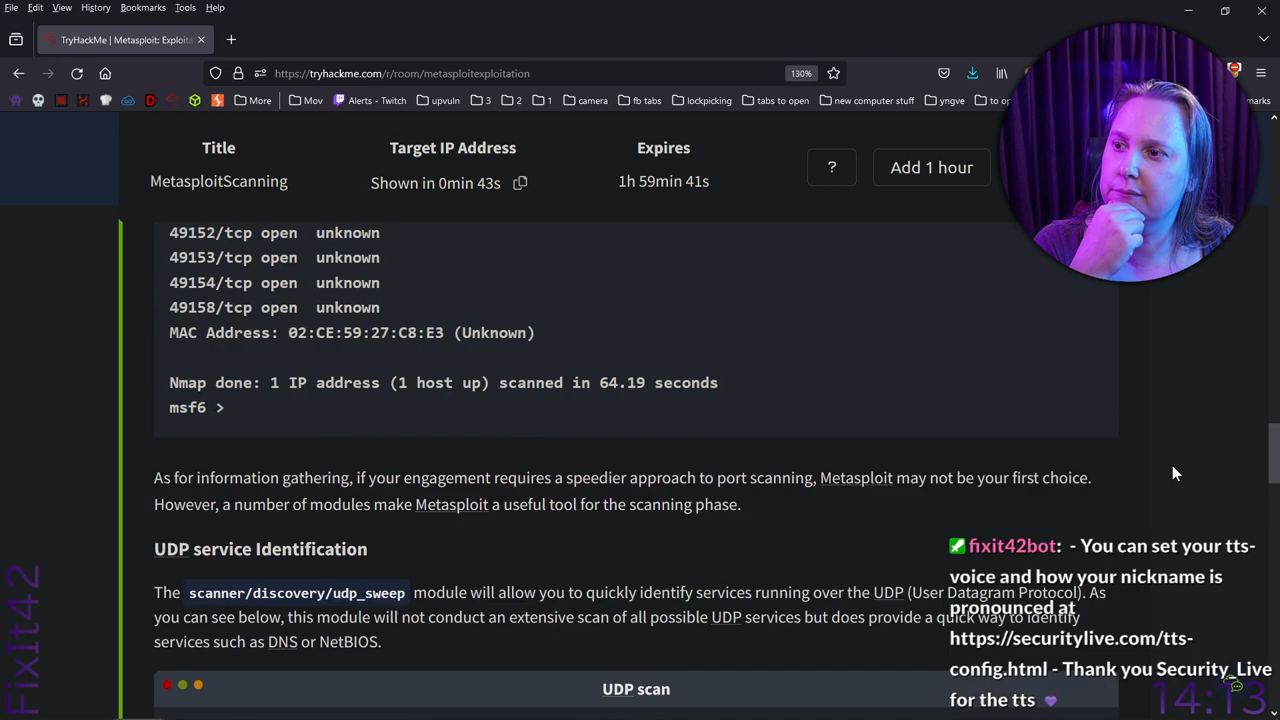 File Edit View History Bookmarks Tools Help
TryHackMe | Metasploit: Exploita
https://tryhackme.com/r/room/metasploitexploitation
130%
More Mov Alerts - Twitch upvuln 3 2 1 camera fb tabs lockpicking tabs to open new computer stuff yngve to op
Title Target IP Address Expires
MetasploitScanning Shown in 0min 43s 1h 59min 41s
? Add 1 hour
49152/tcp open unknown
49153/tcp open unknown
49154/tcp open unknown
49158/tcp open unknown
MAC Address: 02:CE:59:27:C8:E3 (Unknown)
Nmap done: 1 IP address (1 host up) scanned in 64.19 seconds
msf6 >
As for information gathering, if your engagement requires a speedier approach to port scanning, Metasploit may not be your first choice.
However, a number of modules make Metasploit a useful tool for the scanning phase.
UDP service Identification
The scanner/discovery/udp_sweep module will allow you to quickly identify services running over the UDP (User Datagram Protocol). As
you can see below, this module will not conduct an extensive scan of all possible UDP services but does provide a quick way to identify
services such as DNS or NetBIOS.
UDP scan
fixit42bot: - You can set your tts-
voice and how your nickname is
pronounced at
https://securitylive.com/tts-
config.html - Thank you Security_Live
for the tts
FixIt42
14:13